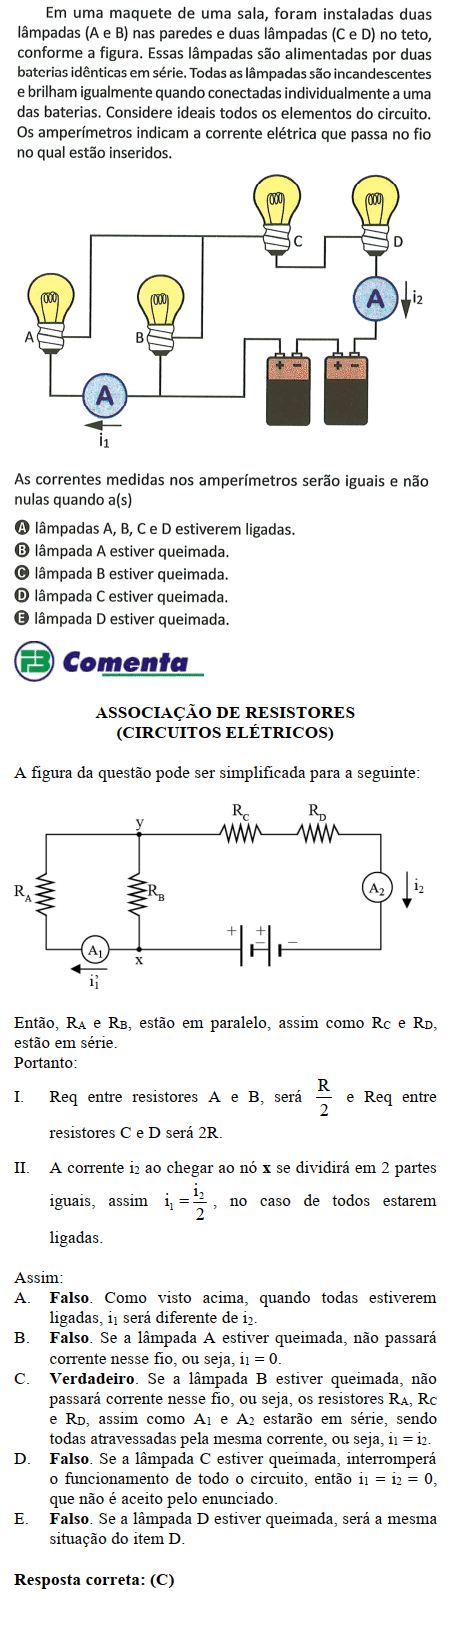 Em uma maquete de uma sala, foram instaladas duas
lâmpadas (A e B) nas paredes e duas lâmpadas (C e D) no teto,
conforme a figura. Essas lâmpadas são alimentadas por duas
baterias idênticas em série. Todas as lâmpadas são incandescentes
e brilham igualmente quando conectadas individualmente a uma
das baterias. Considere ideais todos os elementos do circuito.
Os amperímetros indicam a corrente elétrica que passa no fio
no qual estão inseridos.
C
D
A
i2
A
B
+ −
+ −
A
i1
As correntes medidas nos amperímetros serão iguais e não
nulas quando a(s)
A lâmpadas A, B, C e D estiverem ligadas.
B lâmpada A estiver queimada.
C lâmpada B estiver queimada.
D lâmpada C estiver queimada.
E lâmpada D estiver queimada.
FB Comenta
ASSOCIAÇÃO DE RESISTORES
(CIRCUITOS ELÉTRICOS)
A figura da questão pode ser simplificada para a seguinte:
RC RD
y
RA
RB
A2
i2
+ + − −
A1
x
i1
Então, RA e RB, estão em paralelo, assim como RC e RD,
estão em série.
Portanto:
I. Req entre resistores A e B, será R/2 e Req entre
resistores C e D será 2R.
II. A corrente i2 ao chegar ao nó x se dividirá em 2 partes
iguais, assim i1 = i2/2 , no caso de todos estarem
ligadas.
Assim:
A. Falso. Como visto acima, quando todas estiverem
ligadas, i1 será diferente de i2.
B. Falso. Se a lâmpada A estiver queimada, não passará
corrente nesse fio, ou seja, i1 = 0.
C. Verdadeiro. Se a lâmpada B estiver queimada, não
passará corrente nesse fio, ou seja, os resistores RA, RC
e RD, assim como A1 e A2 estarão em série, sendo
todas atravessadas pela mesma corrente, ou seja, i1 = i2.
D. Falso. Se a lâmpada C estiver queimada, interromperá
o funcionamento de todo o circuito, então i1 = i2 = 0,
que não é aceito pelo enunciado.
E. Falso. Se a lâmpada D estiver queimada, será a mesma
situação do item D.
Resposta correta: (C)